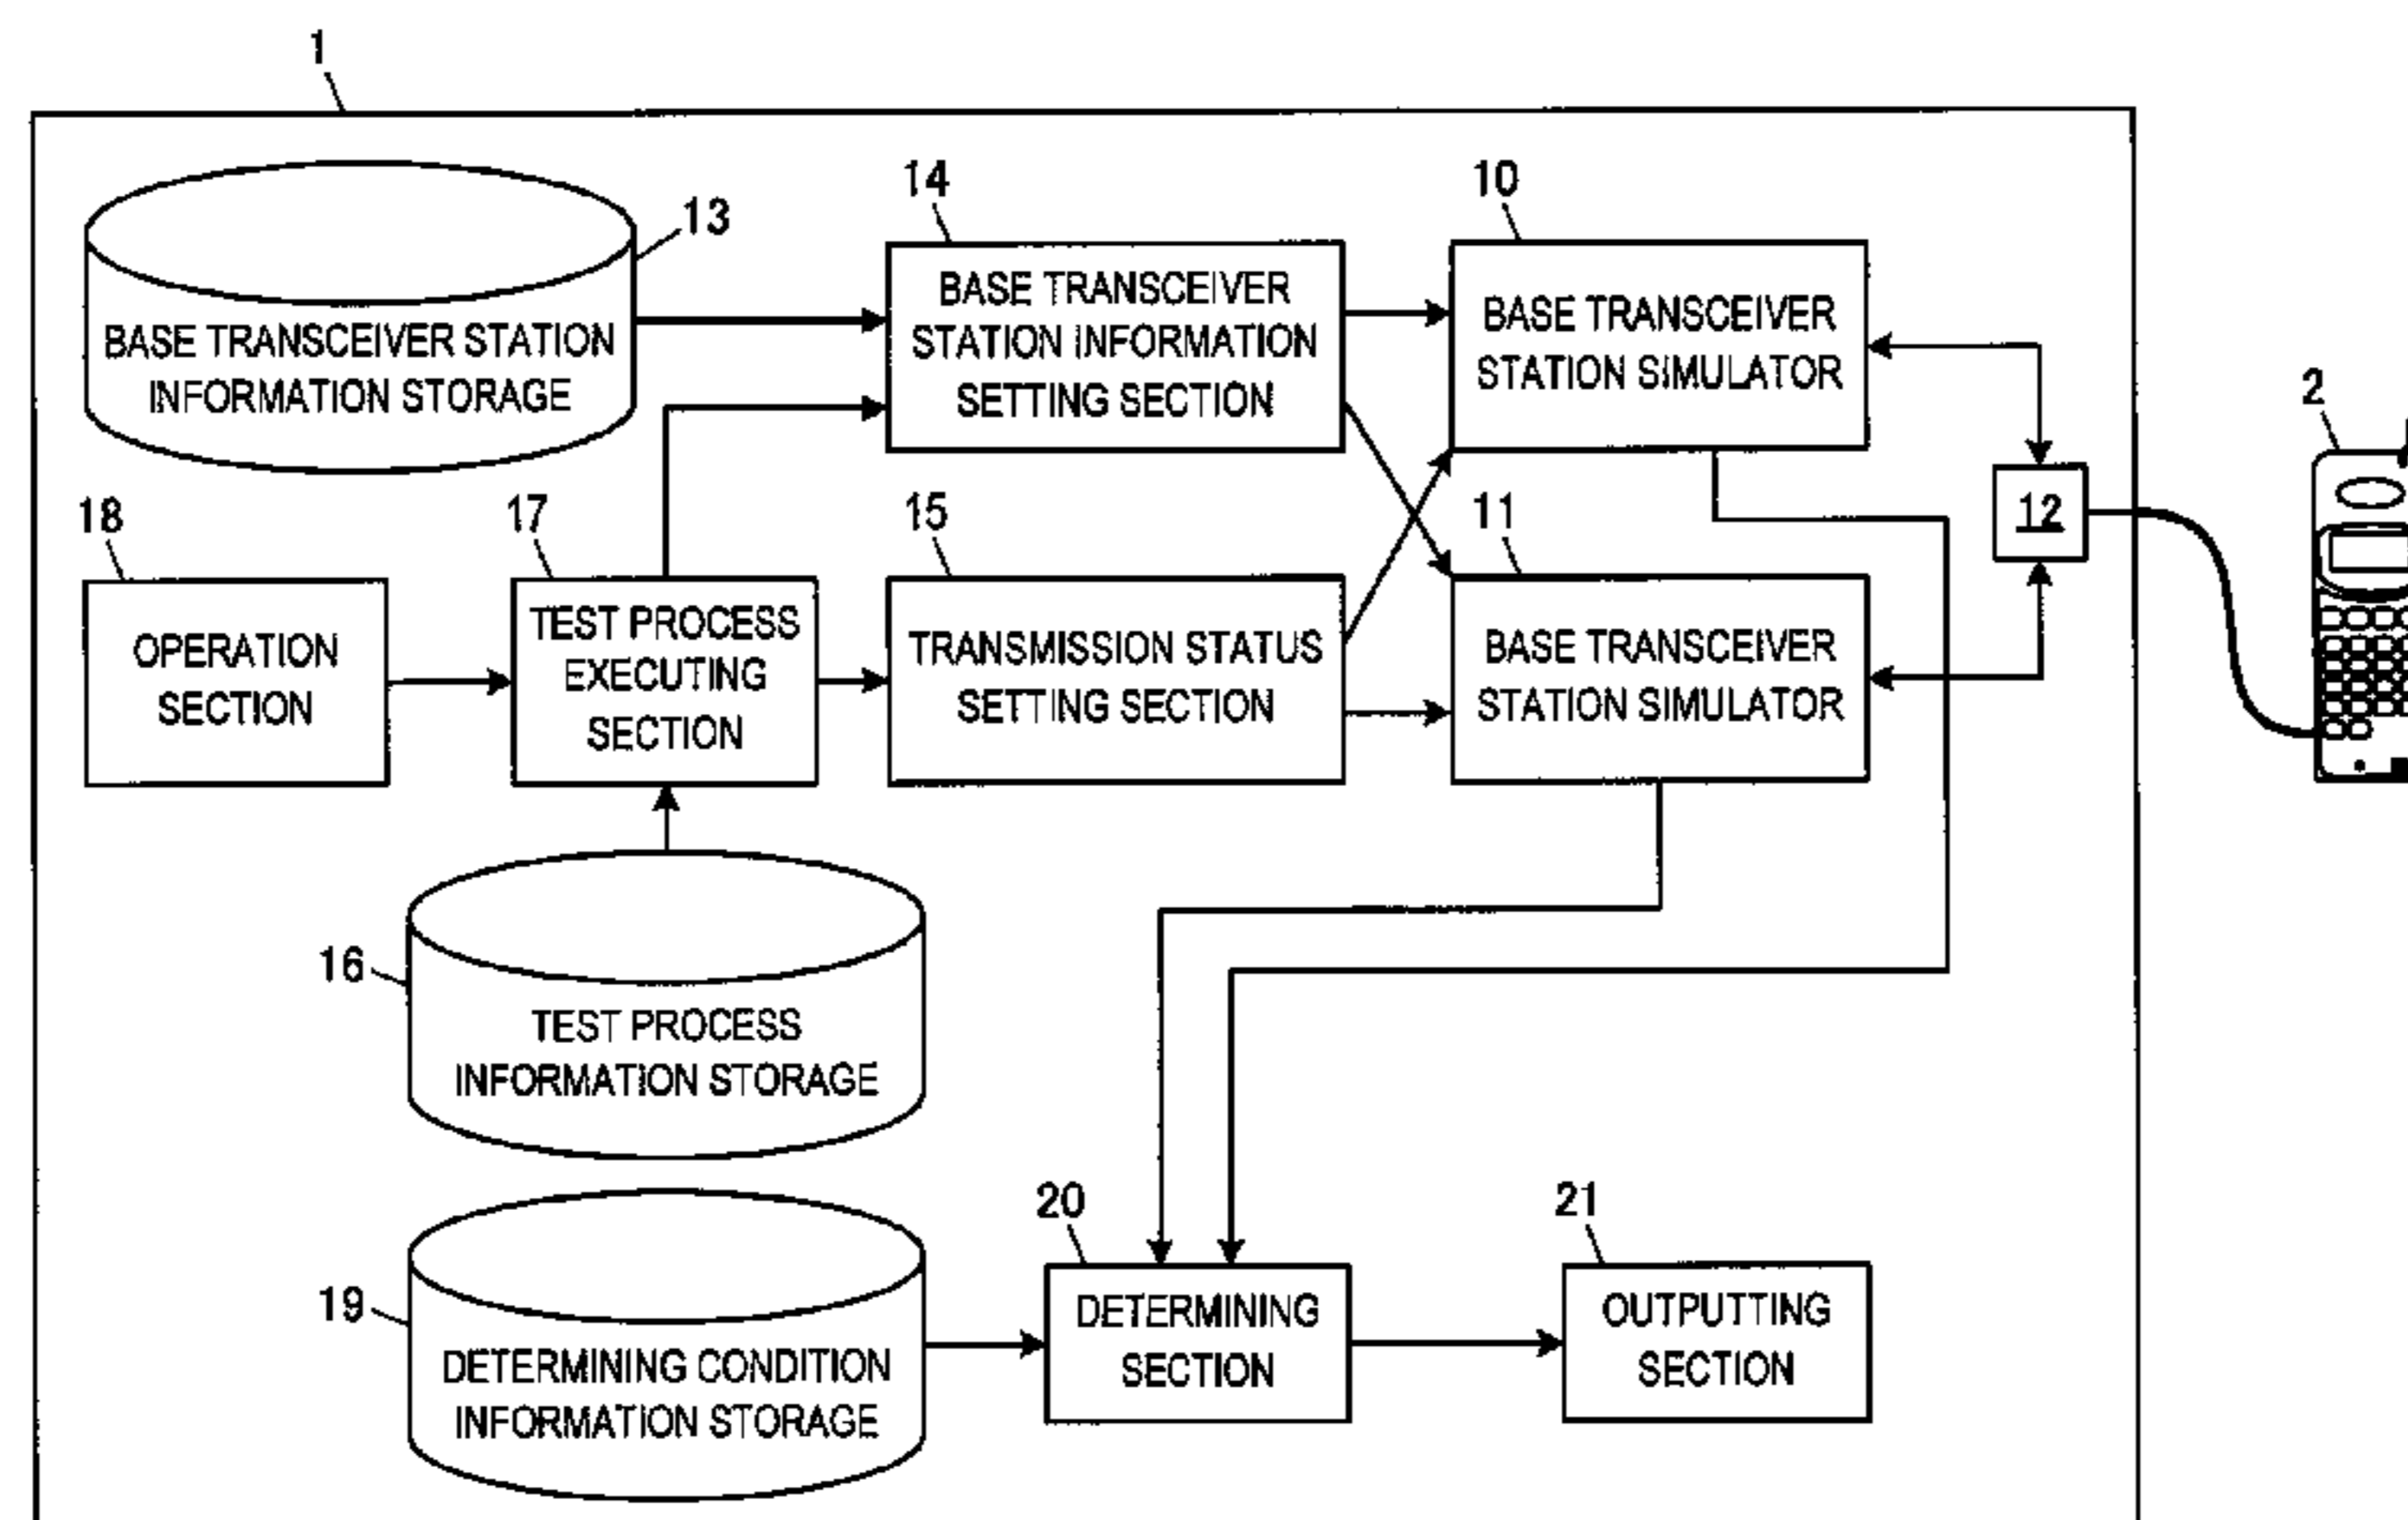 1
13
BASE TRANSCEIVER STATION
INFORMATION STORAGE
14
BASE TRANSCEIVER
STATION INFORMATION
SETTING SECTION
10
BASE TRANSCEIVER
STATION SIMULATOR
2
12
18
OPERATION
SECTION
17
TEST PROCESS
EXECUTING
SECTION
15
TRANSMISSION STATUS
SETTING SECTION
11
BASE TRANSCEIVER
STATION SIMULATOR
16
TEST PROCESS
INFORMATION STORAGE
19
DETERMINING CONDITION
INFORMATION STORAGE
20
DETERMINING
SECTION
21
OUTPUTTING
SECTION